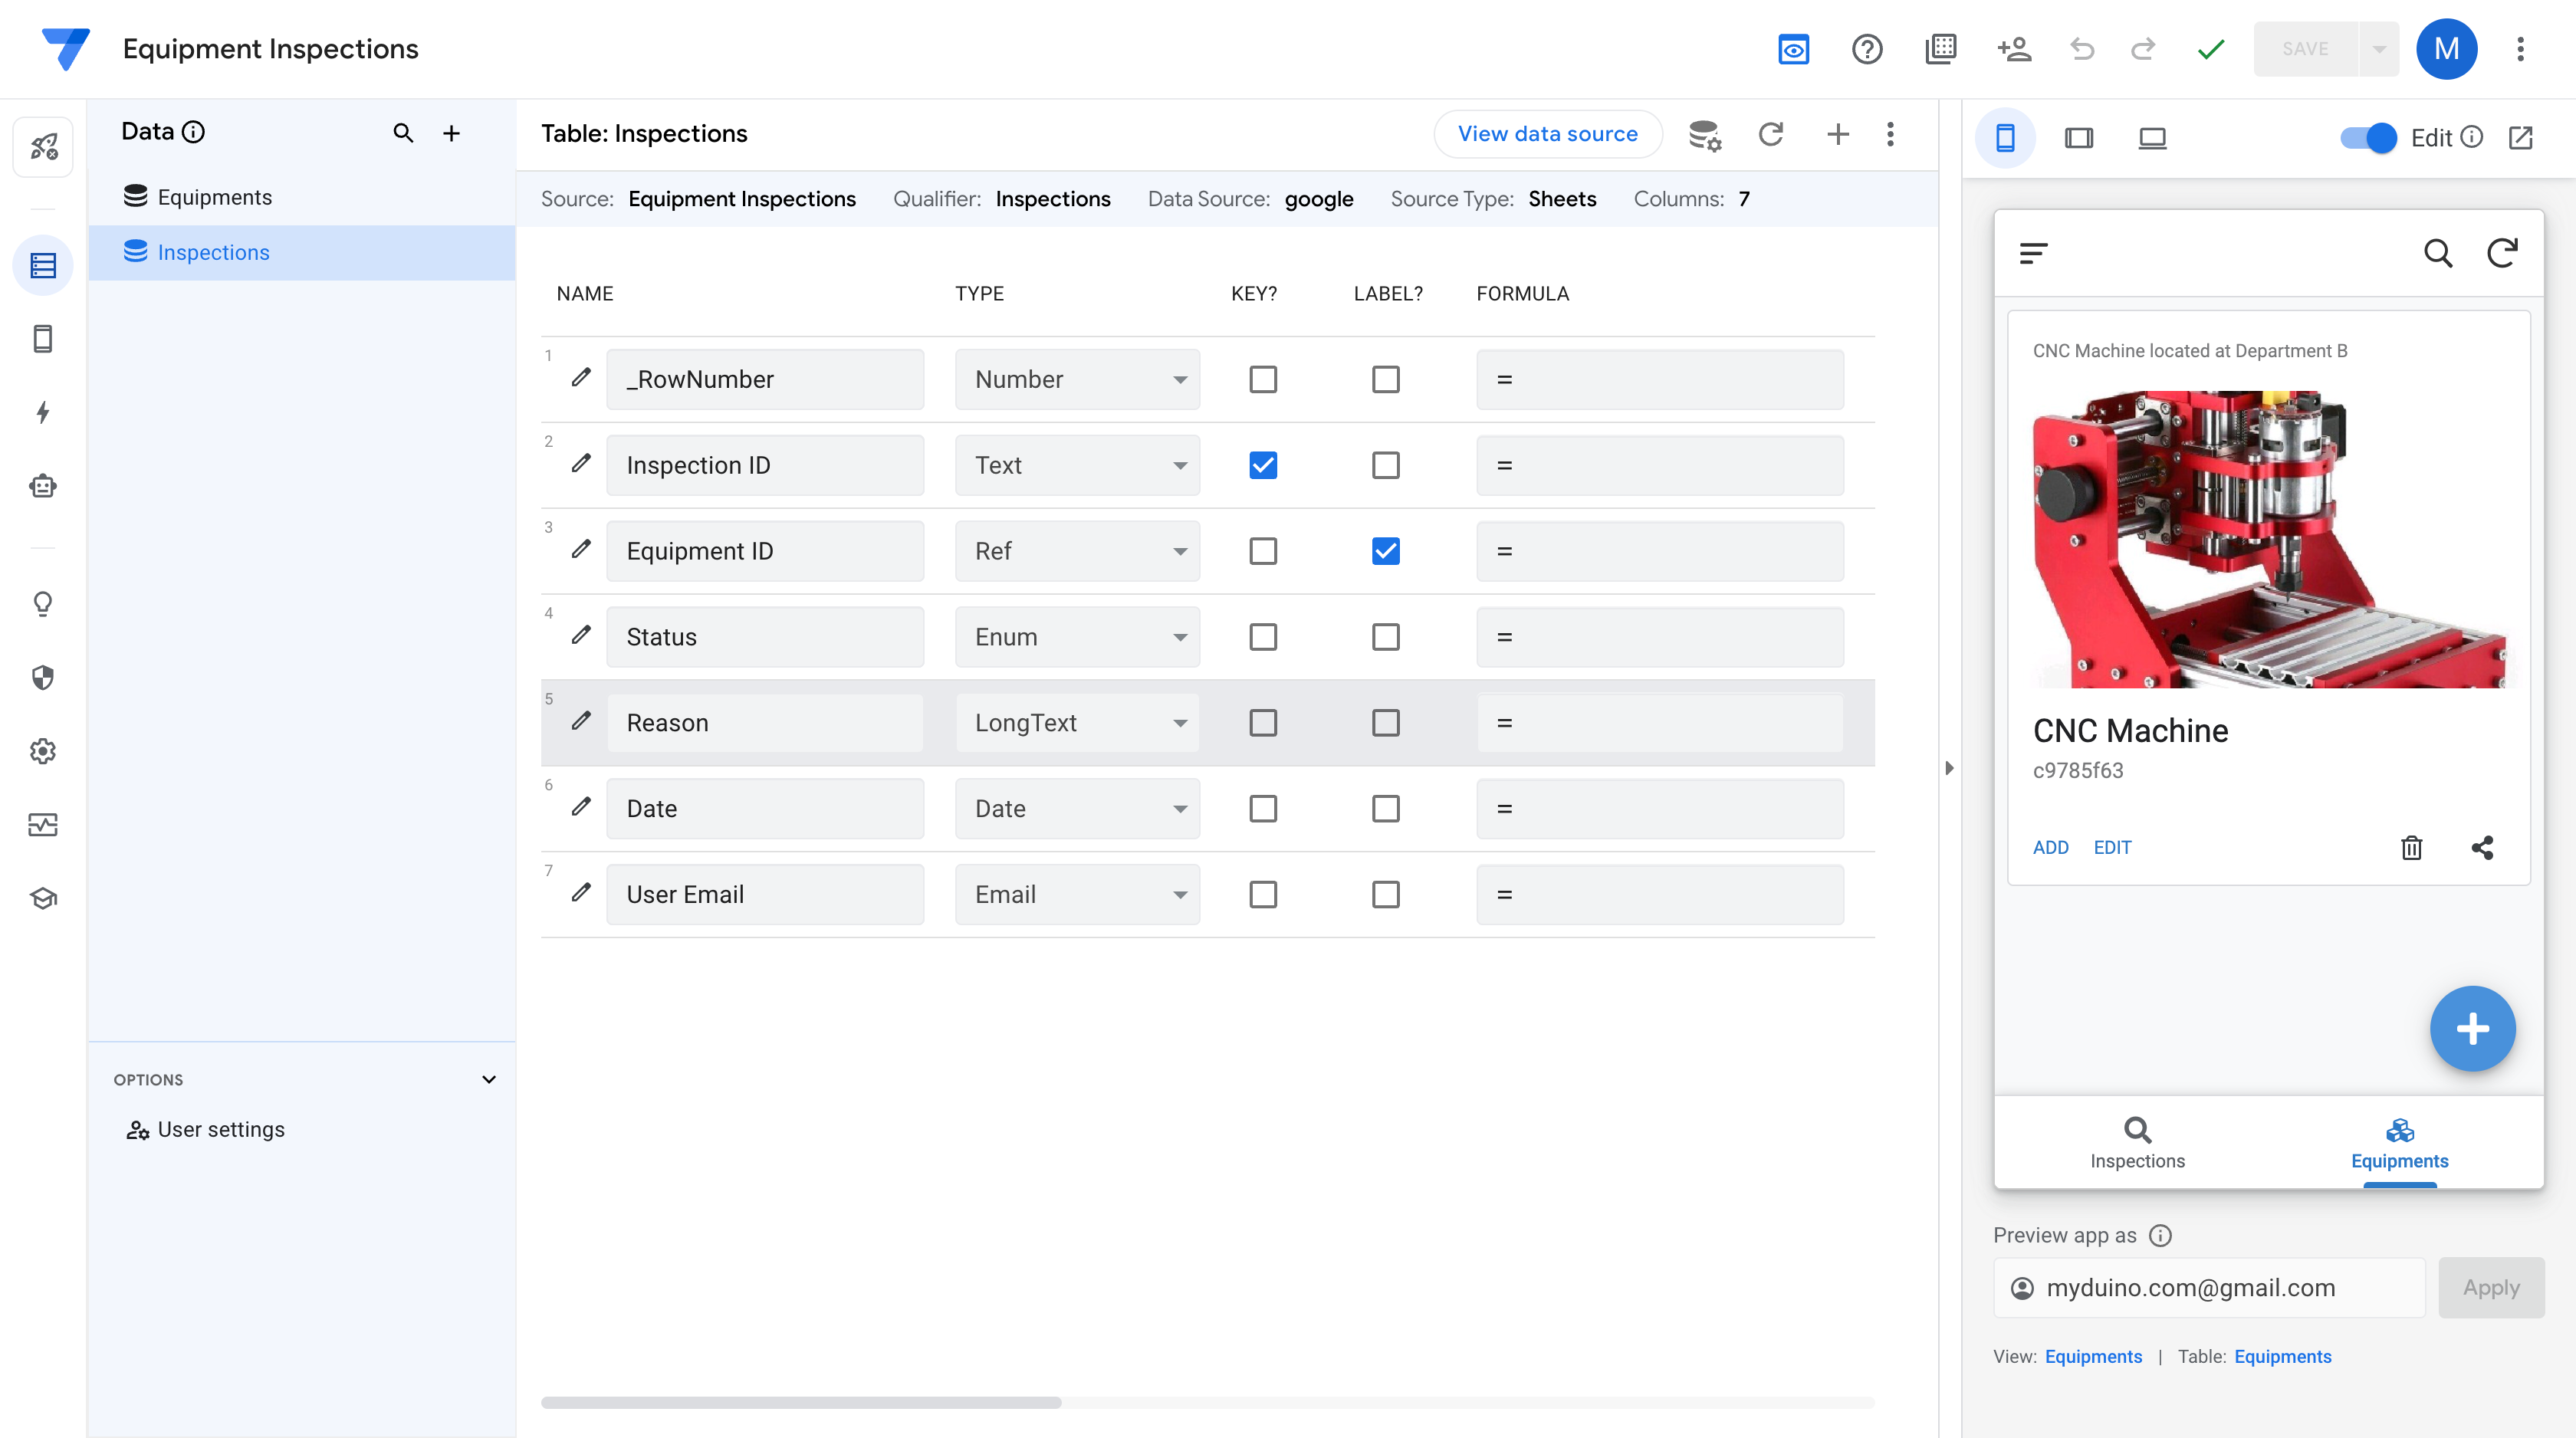 Equipment Inspections
SAVE
M
Data
Equipments
Inspections
OPTIONS
User settings
Table: Inspections
View data source
Source: Equipment Inspections Qualifier: Inspections Data Source: google Source Type: Sheets Columns: 7
NAME TYPE KEY? LABEL? FORMULA
1 _RowNumber Number =
2 Inspection ID Text =
3 Equipment ID Ref =
4 Status Enum =
5 Reason LongText =
6 Date Date =
7 User Email Email =
Edit
CNC Machine located at Department B
CNC Machine
c9785f63
ADD EDIT
Inspections Equipments
Preview app as
myduino.com@gmail.com Apply
View: Equipments | Table: Equipments